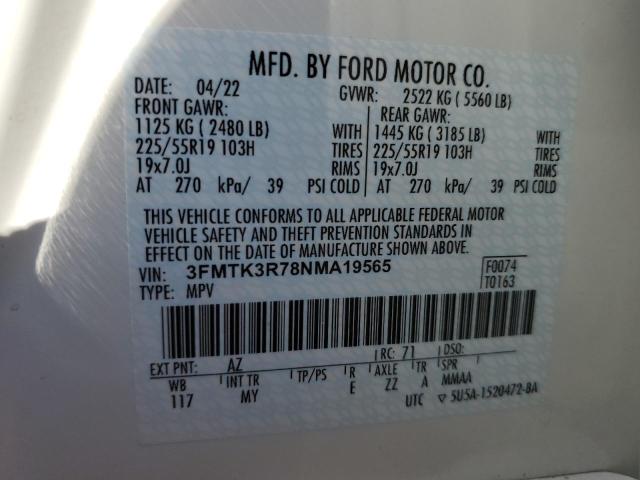 MFD. BY FORD MOTOR CO.
DATE: 04/22 GVWR: 2522 KG ( 5560 LB)
FRONT GAWR: REAR GAWR:
1125 KG ( 2480 LB) WITH 1445 KG ( 3185 LB) WITH
225/55R19 103H TIRES 225/55R19 103H TIRES
19x7.0J RIMS 19x7.0J RIMS
AT 270 kPa/ 39 PSI COLD AT 270 kPa/ 39 PSI COLD
THIS VEHICLE CONFORMS TO ALL APPLICABLE FEDERAL MOTOR
VEHICLE SAFETY AND THEFT PREVENTION STANDARDS IN
EFFECT ON THE DATE OF MANUFACTURE SHOWN ABOVE.
VIN: 3FMTK3R78NMA19565 F0074
TYPE: MPV T0163
EXT PNT: AZ RC: 71 DSO:
WB INT TR TP/PS R AXLE TR SPR
117 MY E ZZ A MMAA
UTC ▽ 5U5A-1520472-BA